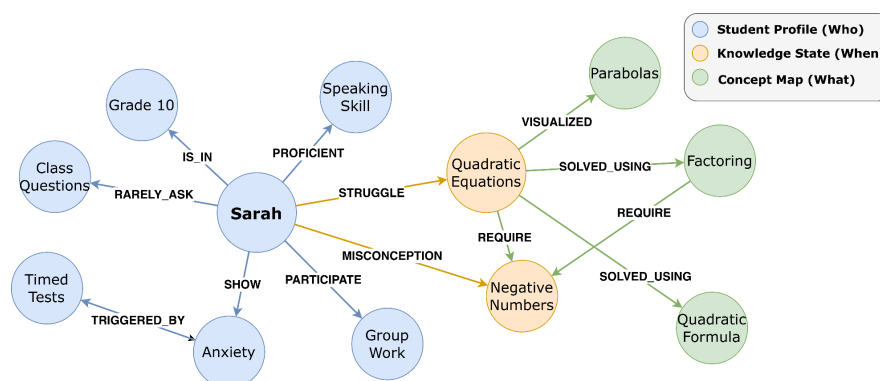 Student Profile (Who)
Knowledge State (When
Concept Map (What)
Parabolas
Speaking
Skill
Grade 10
VISUALIZED
PROFICIENT
IS_IN
Quadratic
Equations
SOLVED_USING
Factoring
Class
Questions
RARELY_ASK
STRUGGLE
Sarah
REQUIRE
REQUIRE
MISCONCEPTION
SHOW
PARTICIPATE
SOLVED_USING
Negative
Numbers
Timed
Tests
TRIGGERED_BY
Anxiety
Group
Work
Quadratic
Formula